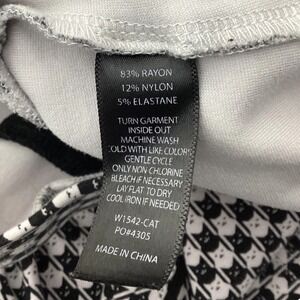 83% RAYON
12% NYLON
5% ELASTANE
TURN GARMENT
INSIDE OUT
MACHINE WASH
COLD WITH LIKE COLORS
GENTLE CYCLE
ONLY NON CHLORINE
BLEACH IF NECESSARY
LAY FLAT TO DRY
COOL IRON IF NEEDED
W1542-CAT
PO#4305
MADE IN CHINA